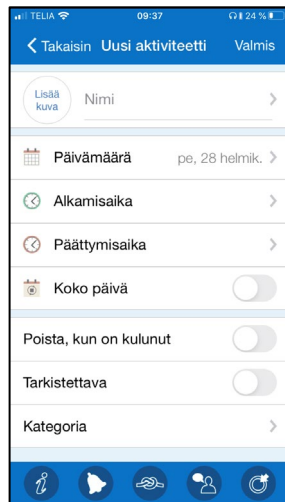 TELIA 09:37 24 %
Takaisin Uusi aktiviteetti Valmis
Lisää
kuva
Nimi
Päivämäärä pe, 28 helmik.
Alkamisaika
Päättymisaika
Koko päivä
Poista, kun on kulunut
Tarkistettava
Kategoria